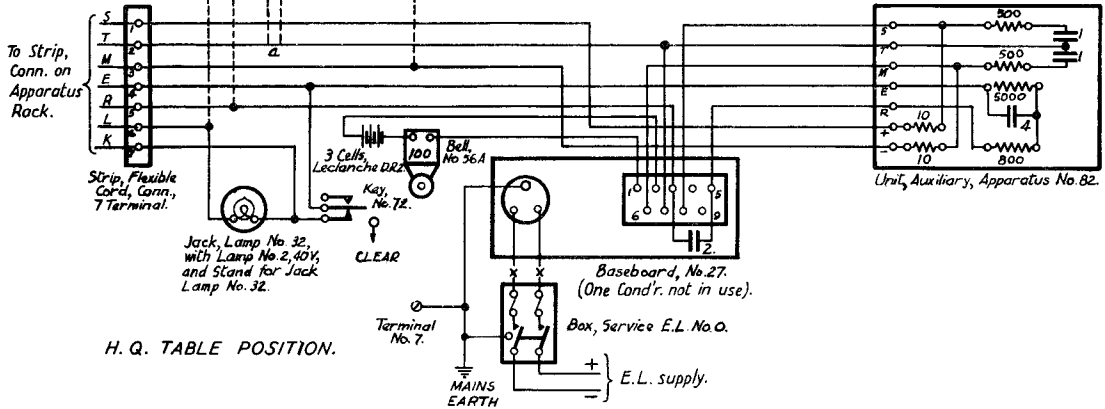 To Strip,
Conn. on
Apparatus
Rack.
S
T
M
E
R
L
K
1
2
3
4
5
6
a
Strip, Flexible
Cord, Conn.,
7 Terminal.
3 Cells,
Leclanche D.R.2.
100
Bell,
No. 56A
Key,
No. 72.
CLEAR
Jack, Lamp No. 32,
with Lamp No. 2, 40V,
and Stand for Jack
Lamp No. 32.
1
5
6
9
2.
Baseboard, No. 27.
(One Cond'r. not in use).
x
x
Terminal
No. 7.
Box, Service E.L. No. 0.
MAINS
EARTH
+
–
E.L. supply.
H.Q. TABLE POSITION.
S
T
M
E
R
+
–
500
1
1
500
5000
4
10
10
800
Unit, Auxiliary, Apparatus No. 82.